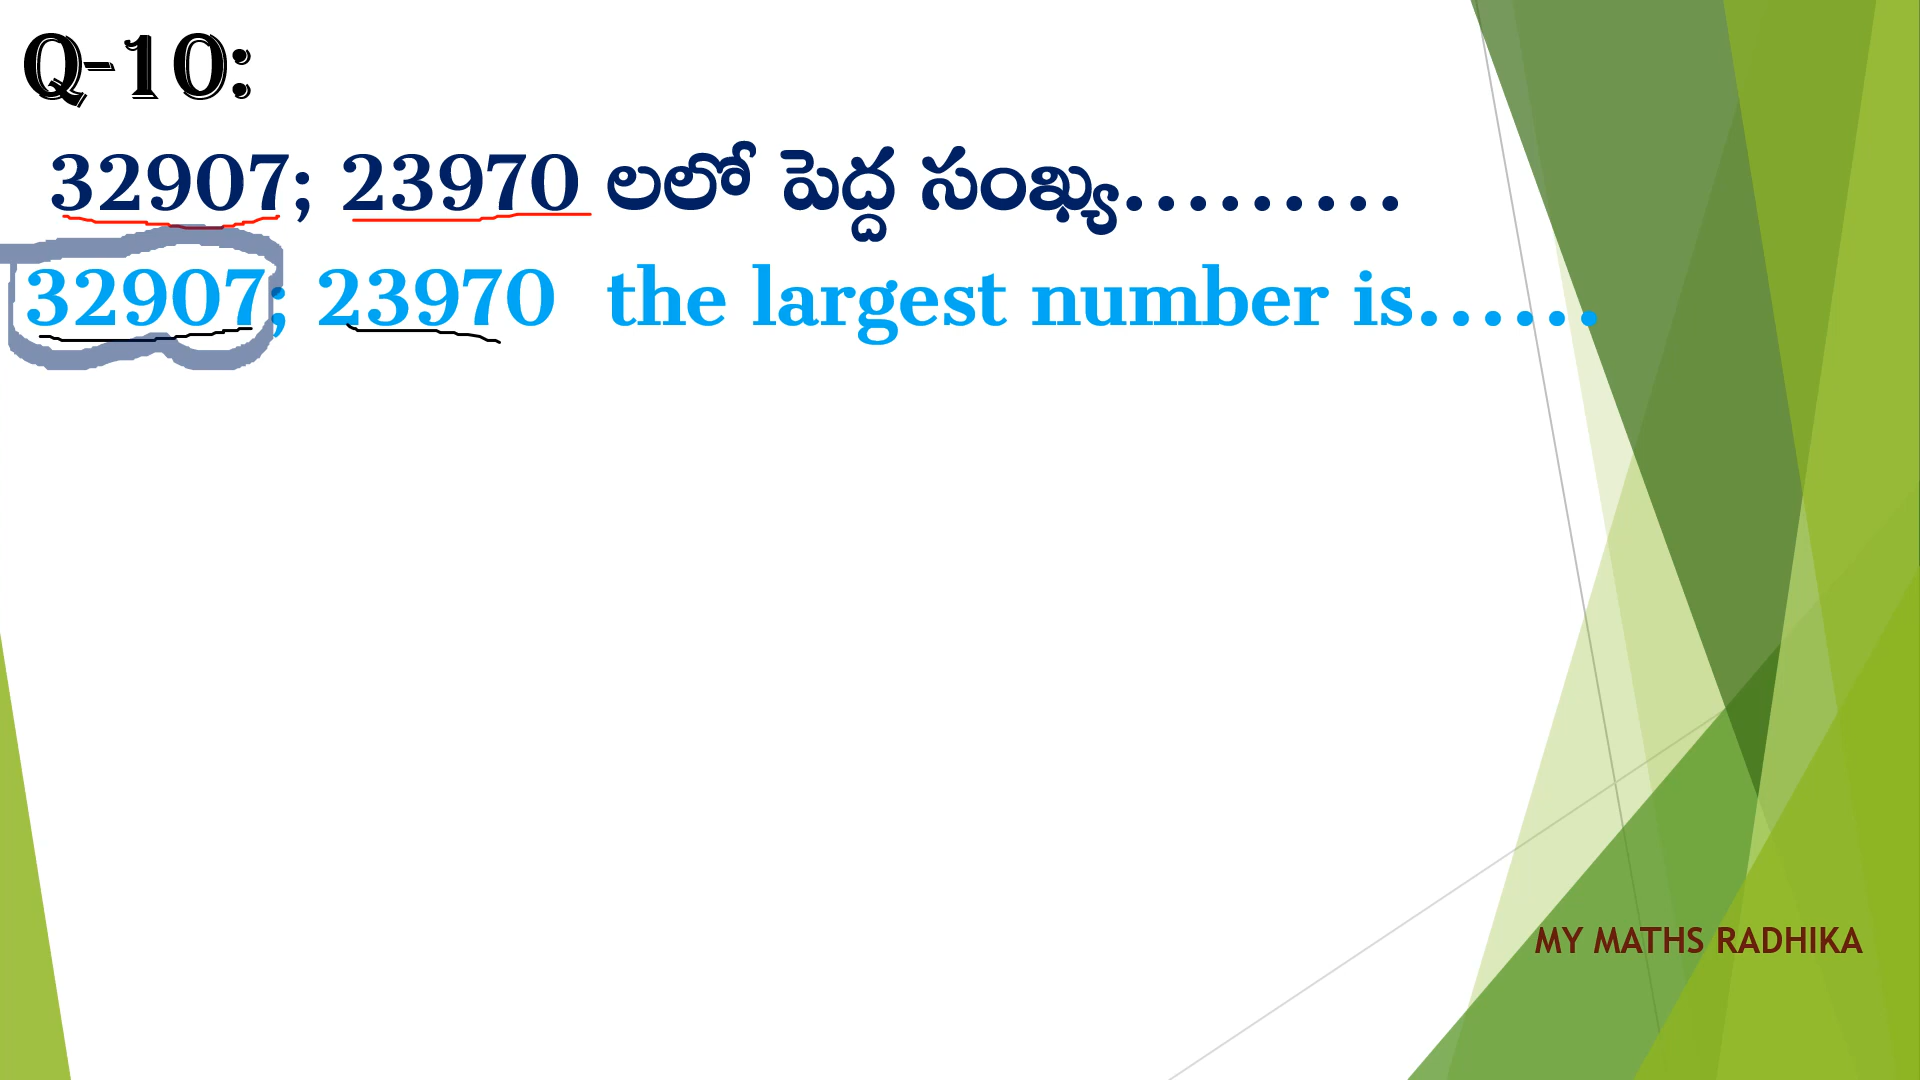 Q-10:
32907; 23970 లలో పెద్ద సంఖ్య.........
32907; 23970 the largest number is......
MY MATHS RADHIKA